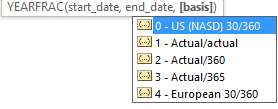 YEARFRAC(start_date, end_date, [basis])
0 - US (NASD) 30/360
1 - Actual/actual
2 - Actual/360
3 - Actual/365
4 - European 30/360